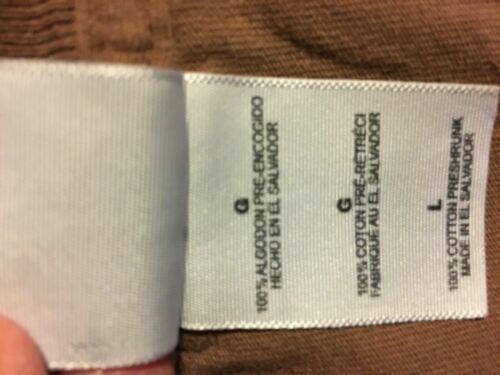 G
100% ALGODON PRE-ENCOGIDO
HECHO EN EL SALVADOR
G
100% COTON PRÉ-RÉTRÉCI
FABRIQUE AU EL SALVADOR
L
100% COTTON PRESHRUNK
MADE IN EL SALVADOR